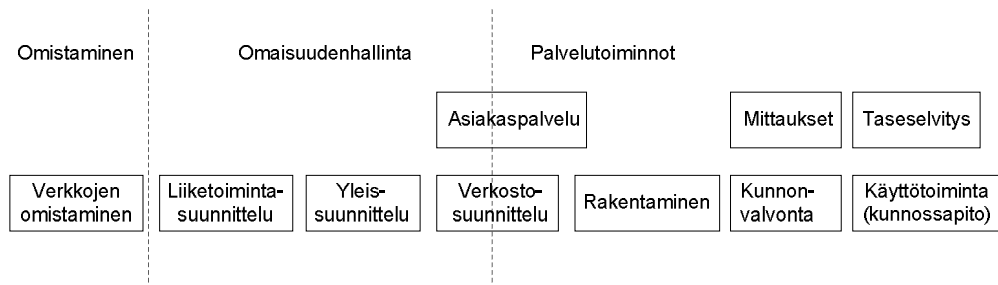 Omistaminen
Omaisuudenhallinta
Palvelutoiminnot
Asiakaspalvelu
Mittaukset
Taseselvitys
Verkkojen
omistaminen
Liiketoiminta-
suunnittelu
Yleis-
suunnittelu
Verkosto-
suunnittelu
Rakentaminen
Kunnon-
valvonta
Käyttötoiminta
(kunnossapito)